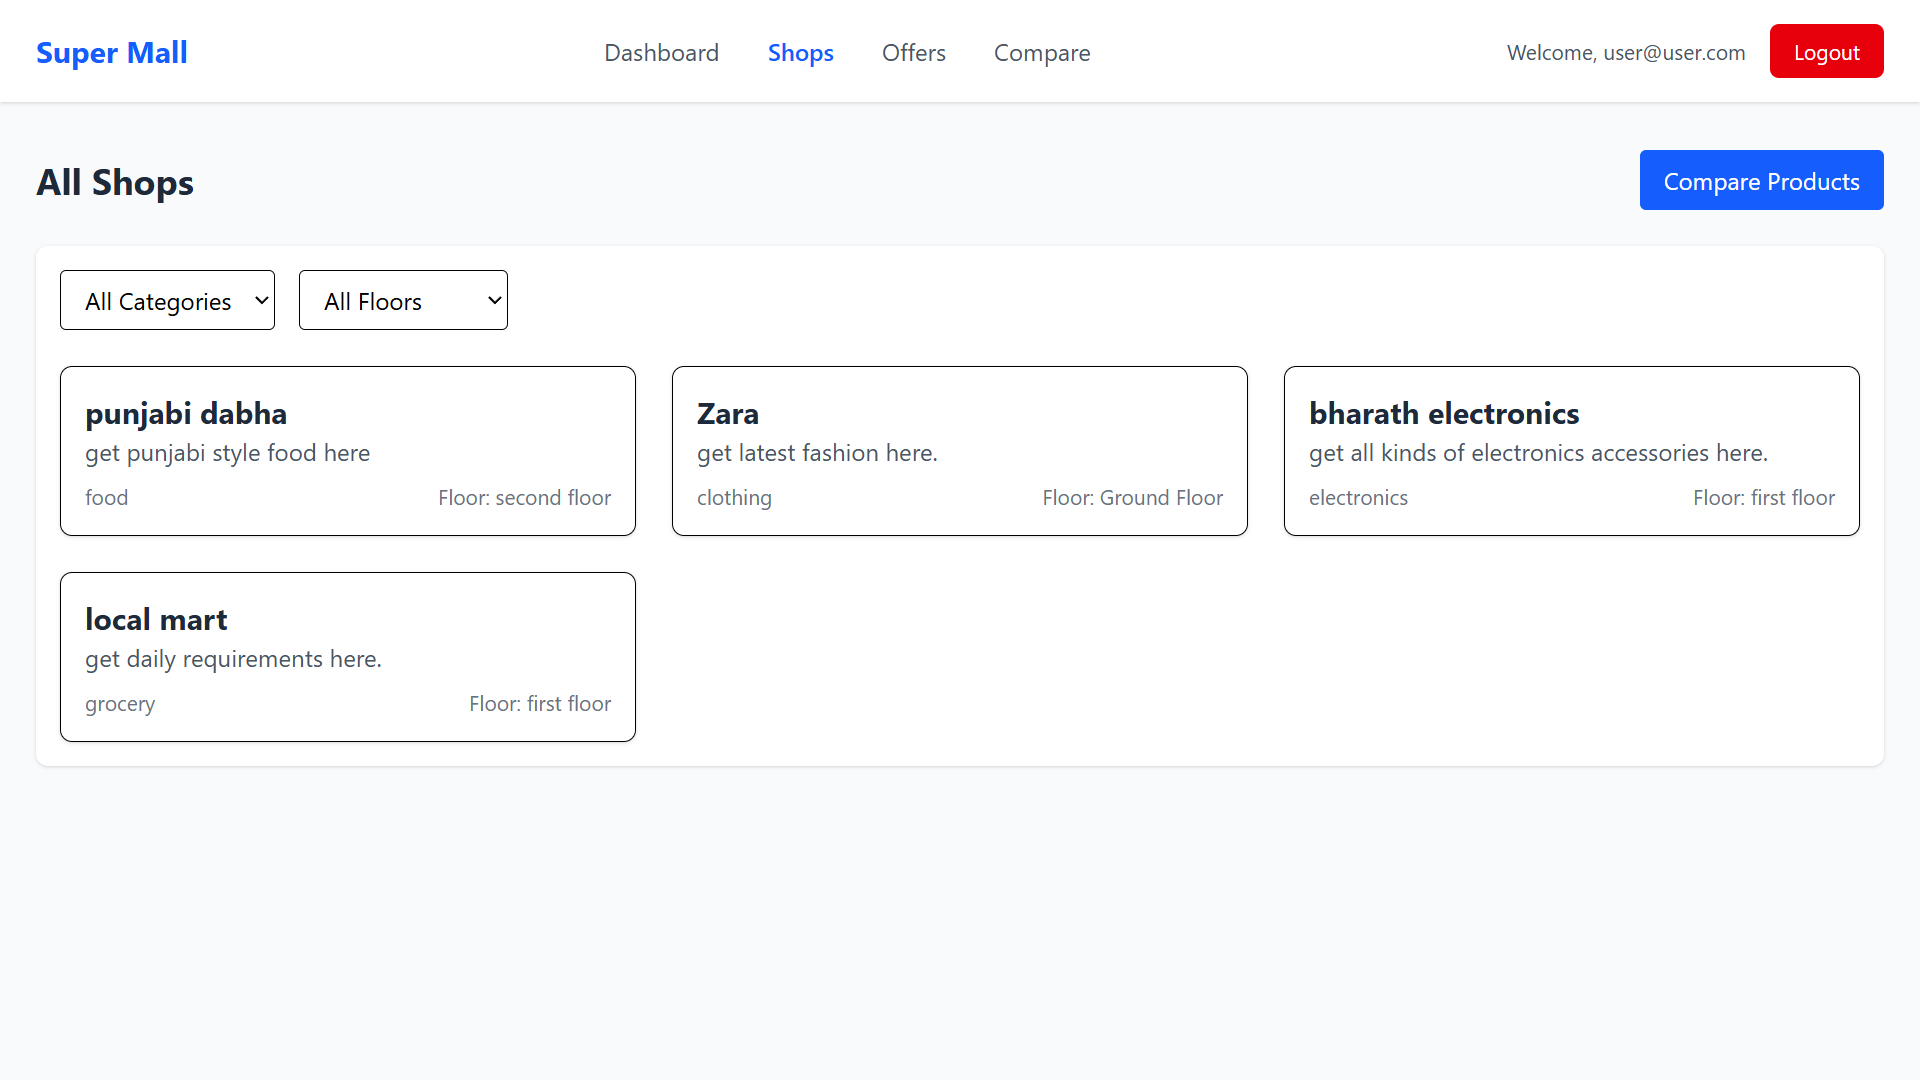 Super Mall
Dashboard Shops Offers Compare
Welcome, user@user.com Logout
All Shops
Compare Products
All Categories All Floors
punjabi dabha
get punjabi style food here
food Floor: second floor
Zara
get latest fashion here.
clothing Floor: Ground Floor
bharath electronics
get all kinds of electronics accessories here.
electronics Floor: first floor
local mart
get daily requirements here.
grocery Floor: first floor